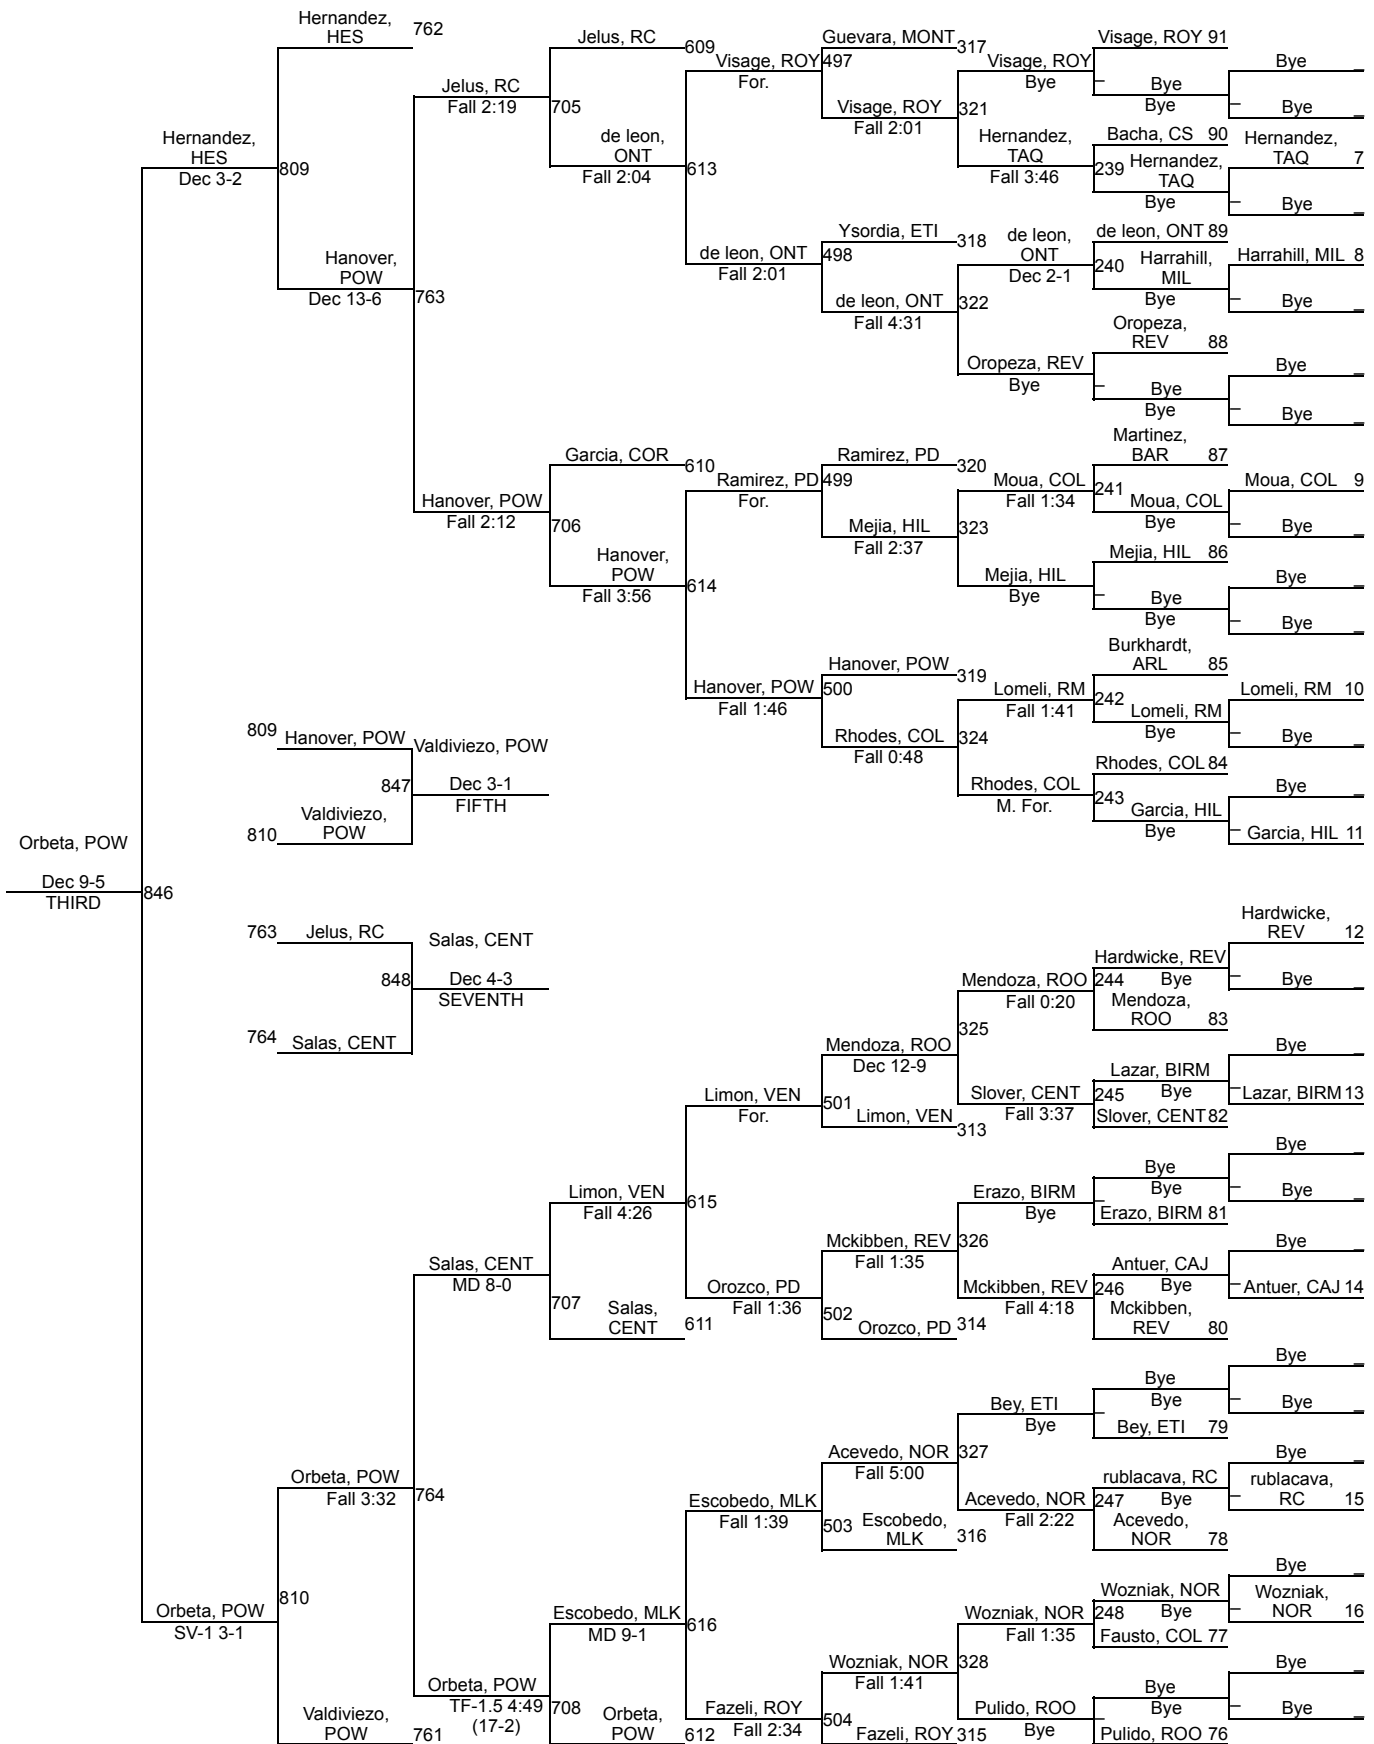 Hernandez,
HES 762
Jelus, RC 609
Guevara, MONT 317
Visage, ROY 91
Visage, ROY 497
For.
Visage, ROY
Bye
Bye _
Jelus, RC
Fall 2:19
705
_ Bye
Bye
_ Bye _
Visage, ROY
Fall 2:01
321
Hernandez,
HES
Dec 3-2
809
de leon,
ONT
Fall 2:04
613
Hernandez,
TAQ
Fall 3:46
Bacha, CS 90
239 Hernandez,
TAQ
Bye
Hernandez,
TAQ 7
_ Bye _
Ysordia, ETI 318
de leon, ONT 498
Fall 2:01
de leon,
ONT
Dec 2-1
de leon, ONT 89
240 Harrahill,
MIL
Bye
Harrahill, MIL 8
_ Bye _
Hanover,
POW
Dec 13-6
763
de leon, ONT
Fall 4:31
322
Oropeza,
REV 88
Oropeza, REV
Bye
_ Bye
Bye
Bye _
_ Bye _
Garcia, COR 610
Ramirez, PD 320
Martinez,
BAR 87
Ramirez, PD 499
For.
Moua, COL
Fall 1:34
241 Moua, COL
Bye
Moua, COL 9
_ Bye _
Hanover, POW
Fall 2:12
706
Mejia, HIL
Fall 2:37
323
Hanover,
POW
Fall 3:56
614
Mejia, HIL
Bye
Mejia, HIL 86
_ Bye
Bye
Bye _
_ Bye _
Hanover, POW 319
Burkhardt,
ARL 85
Hanover, POW 500
Fall 1:46
Lomeli, RM
Fall 1:41
242 Lomeli, RM
Bye
Lomeli, RM 10
_ Bye _
809 Hanover, POW
Valdiviezo, POW
Rhodes, COL
Fall 0:48
324
Rhodes, COL 84
847 Dec 3-1
FIFTH
Rhodes, COL
M. For.
243 Garcia, HIL
Bye
Bye _
_ Garcia, HIL 11
810 Valdiviezo,
POW
Orbeta, POW
Dec 9-5
THIRD
846
763 Jelus, RC
Salas, CENT
Hardwicke,
REV 12
848 Dec 4-3
SEVENTH
Mendoza, ROO
Fall 0:20
Hardwicke, REV
244 Bye
_ Bye _
Mendoza,
ROO 83
764 Salas, CENT
325
Mendoza, ROO
Dec 12-9
Lazar, BIRM
245 Bye
Bye _
_ Lazar, BIRM 13
Limon, VEN
For.
501 Limon, VEN 313
Slover, CENT
Fall 3:37
Slover, CENT 82
Bye _
Limon, VEN
Fall 4:26
615
Erazo, BIRM
Bye
Bye
_ Bye
_ Bye _
Erazo, BIRM 81
Mckibben, REV
Fall 1:35
326
Bye _
Salas, CENT
MD 8-0
707 Salas,
CENT 611
Orozco, PD
Fall 1:36
502 Orozco, PD 314
Mckibben, REV
Fall 4:18
Antuer, CAJ
246 Bye
_ Antuer, CAJ 14
Mckibben,
REV 80
Bye _
Bey, ETI
Bye
Bye
_ Bye
_ Bye _
Bey, ETI 79
Acevedo, NOR
Fall 5:00
327
Bye _
Orbeta, POW
Fall 3:32
764
Escobedo, MLK
Fall 1:39
503 Escobedo,
MLK 316
Acevedo, NOR
Fall 2:22
rublacava, RC
247 Bye
_ rublacava,
RC 15
Acevedo,
NOR 78
Bye _
810
Orbeta, POW
SV-1 3-1
Escobedo, MLK
MD 9-1
616
Wozniak, NOR
Fall 1:35
Wozniak, NOR
248 Bye
_ Wozniak,
NOR 16
Fausto, COL 77
Wozniak, NOR
Fall 1:41
328
Bye _
Orbeta, POW
TF-1.5 4:49
(17-2)
708 Orbeta,
POW 612
Valdiviezo,
POW 761
Fazeli, ROY
Fall 2:34
504
Fazeli, ROY 315
Pulido, ROO
Bye
Bye
_ Bye
_ Bye _
Pulido, ROO 76